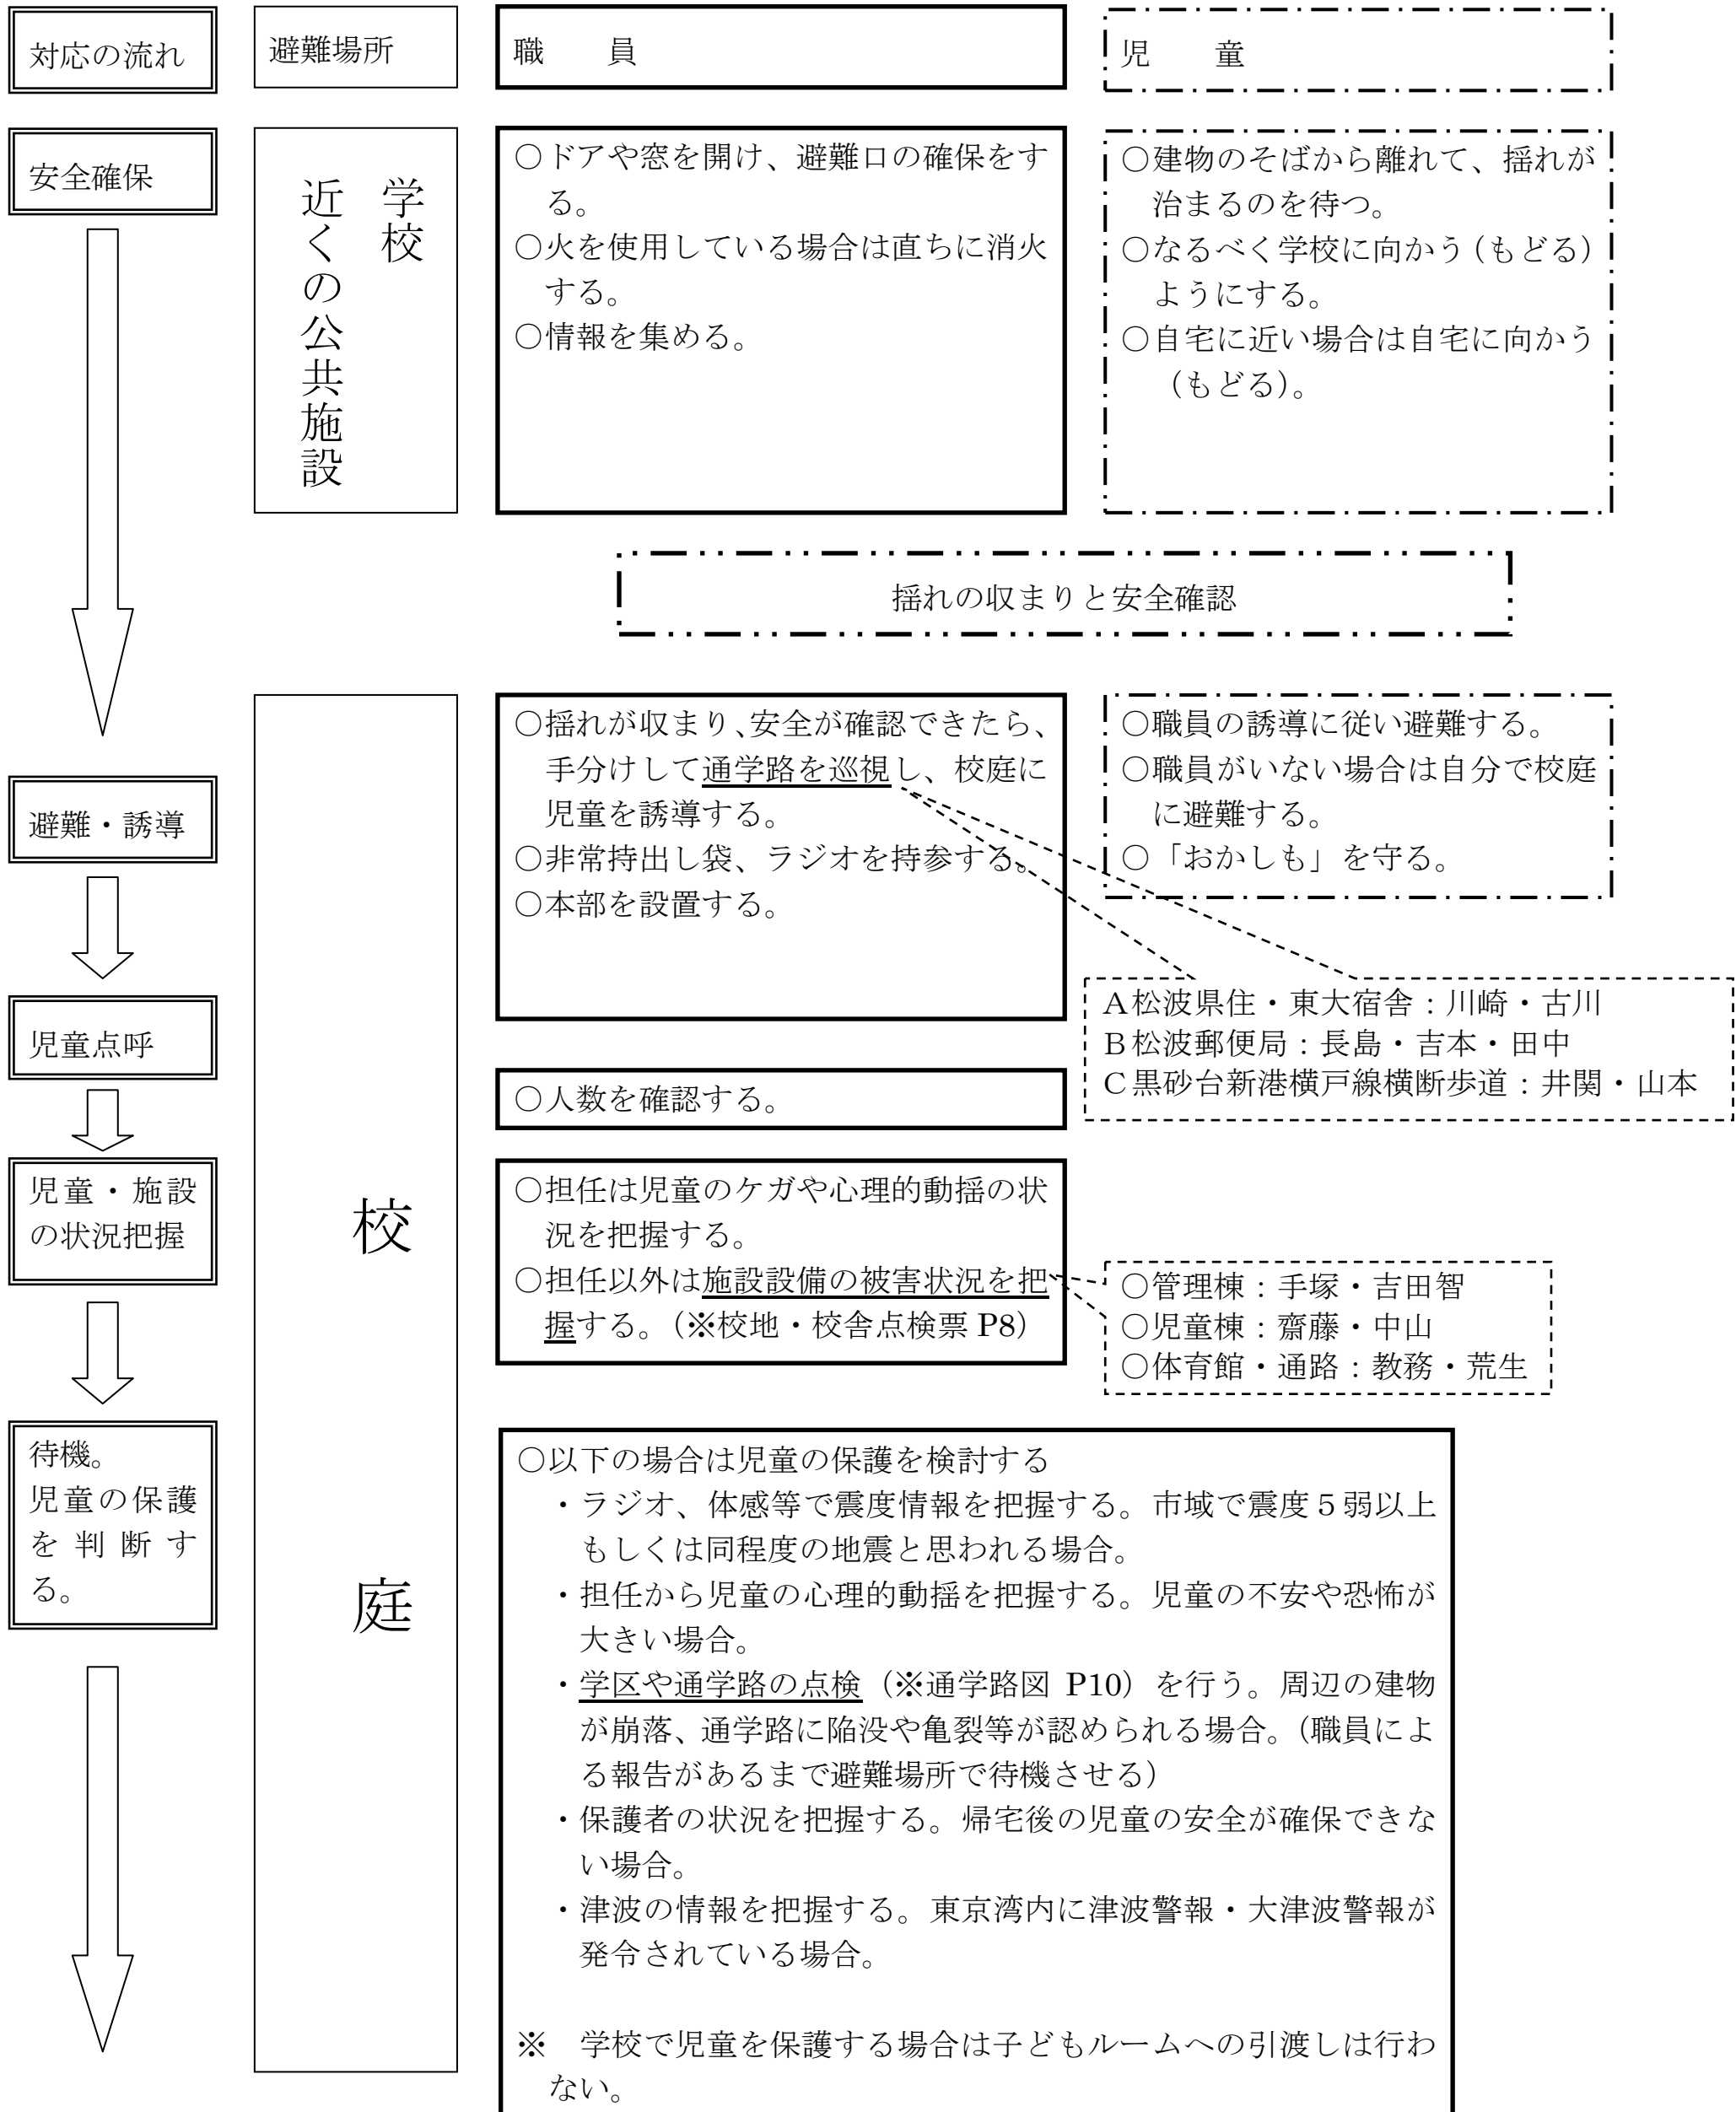 対応の流れ
避難場所
職　　員
児　　童
安全確保
学校
近くの公共施設
○ドアや窓を開け、避難口の確保をす
る。
○火を使用している場合は直ちに消火
する。
○情報を集める。
○建物のそばから離れて、揺れが
治まるのを待つ。
○なるべく学校に向かう（もどる）
ようにする。
○自宅に近い場合は自宅に向かう
（もどる）。
揺れの収まりと安全確認
避難・誘導
児童点呼
児童・施設
の状況把握
待機。
児童の保護
を判断す
る。
校
庭
○揺れが収まり、安全が確認できたら、
手分けして通学路を巡視し、校庭に
児童を誘導する。
○非常持出し袋、ラジオを持参する。
○本部を設置する。
○職員の誘導に従い避難する。
○職員がいない場合は自分で校庭
に避難する。
○「おかしも」を守る。
Ａ松波県住・東大宿舎：川崎・古川
Ｂ松波郵便局：長島・吉本・田中
Ｃ黒砂台新港横戸線横断歩道：井関・山本
○人数を確認する。
○担任は児童のケガや心理的動揺の状
況を把握する。
○担任以外は施設設備の被害状況を把
握する。（※校地・校舎点検票 P8）
○管理棟：手塚・吉田智
○児童棟：齋藤・中山
○体育館・通路：教務・荒生
○以下の場合は児童の保護を検討する
・ラジオ、体感等で震度情報を把握する。市域で震度５弱以上
もしくは同程度の地震と思われる場合。
・担任から児童の心理的動揺を把握する。児童の不安や恐怖が
大きい場合。
・学区や通学路の点検（※通学路図 P10）を行う。周辺の建物
が崩落、通学路に陥没や亀裂等が認められる場合。（職員によ
る報告があるまで避難場所で待機させる）
・保護者の状況を把握する。帰宅後の児童の安全が確保できな
い場合。
・津波の情報を把握する。東京湾内に津波警報・大津波警報が
発令されている場合。
※　学校で児童を保護する場合は子どもルームへの引渡しは行わ
ない。